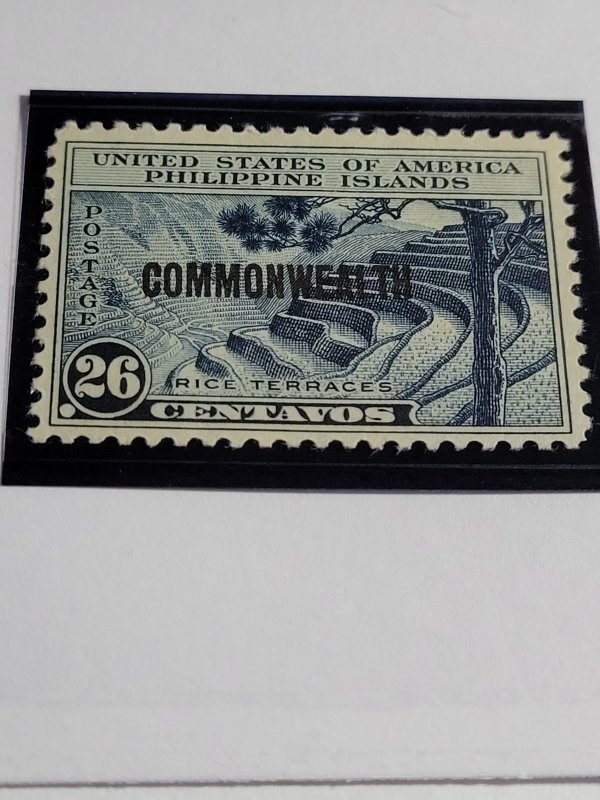 UNITED STATES OF AMERICA
PHILIPPINE ISLANDS
POSTAGE
COMMONWEALTH
RICE TERRACES
26
CENTAVOS